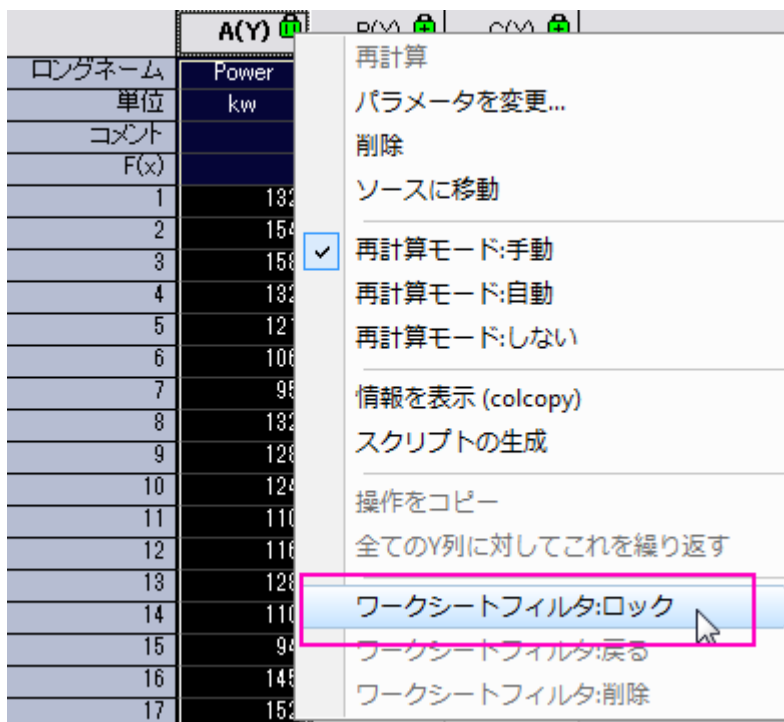 A(Y) B(Y) C(Y)
ロングネーム Power
単位 kw
コメント
F(x)
1
2
3
4
5
6
7
8
9
10
11
12
13
14
15
16
17
再計算
パラメータを変更...
削除
ソースに移動
再計算モード:手動
再計算モード:自動
再計算モード:しない
情報を表示 (colcopy)
スクリプトの生成
操作をコピー
全てのY列に対してこれを繰り返す
ワークシートフィルタ:ロック
ワークシートフィルタ:戻る
ワークシートフィルタ:削除